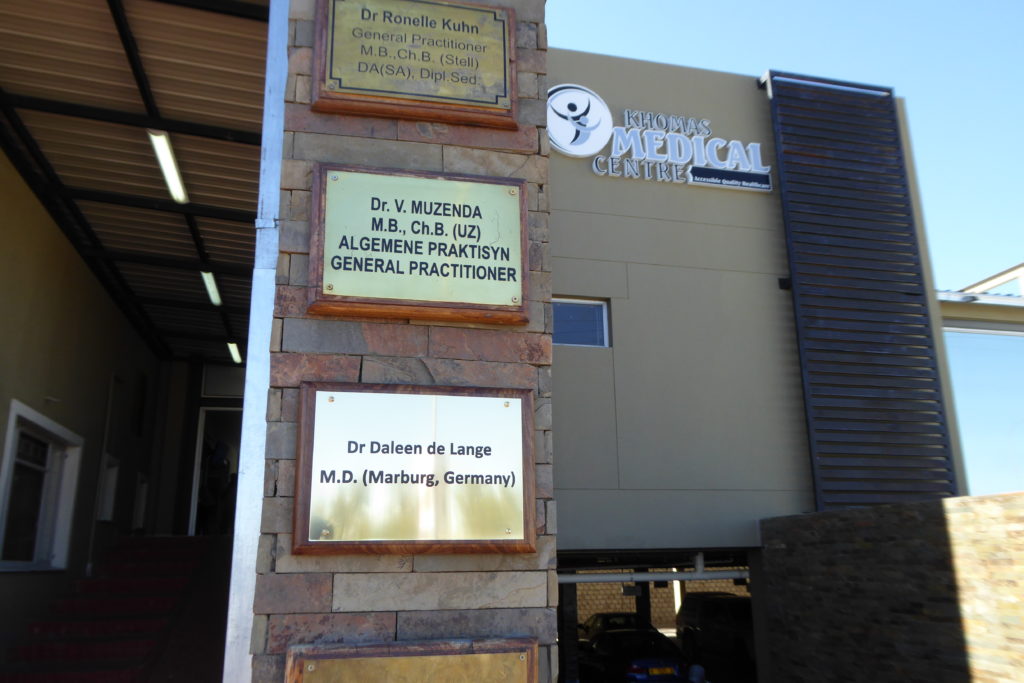 Dr Ronelle Kuhn
General Practitioner
M.B.,Ch.B. (Stell)
DA(SA), Dipl.Sed.
Dr. V. MUZENDA
M.B., Ch.B. (UZ)
ALGEMENE PRAKTISYN
GENERAL PRACTITIONER
Dr Daleen de Lange
M.D. (Marburg, Germany)
KHOMAS
MEDICAL
CENTRE
Accessible Quality Healthcare